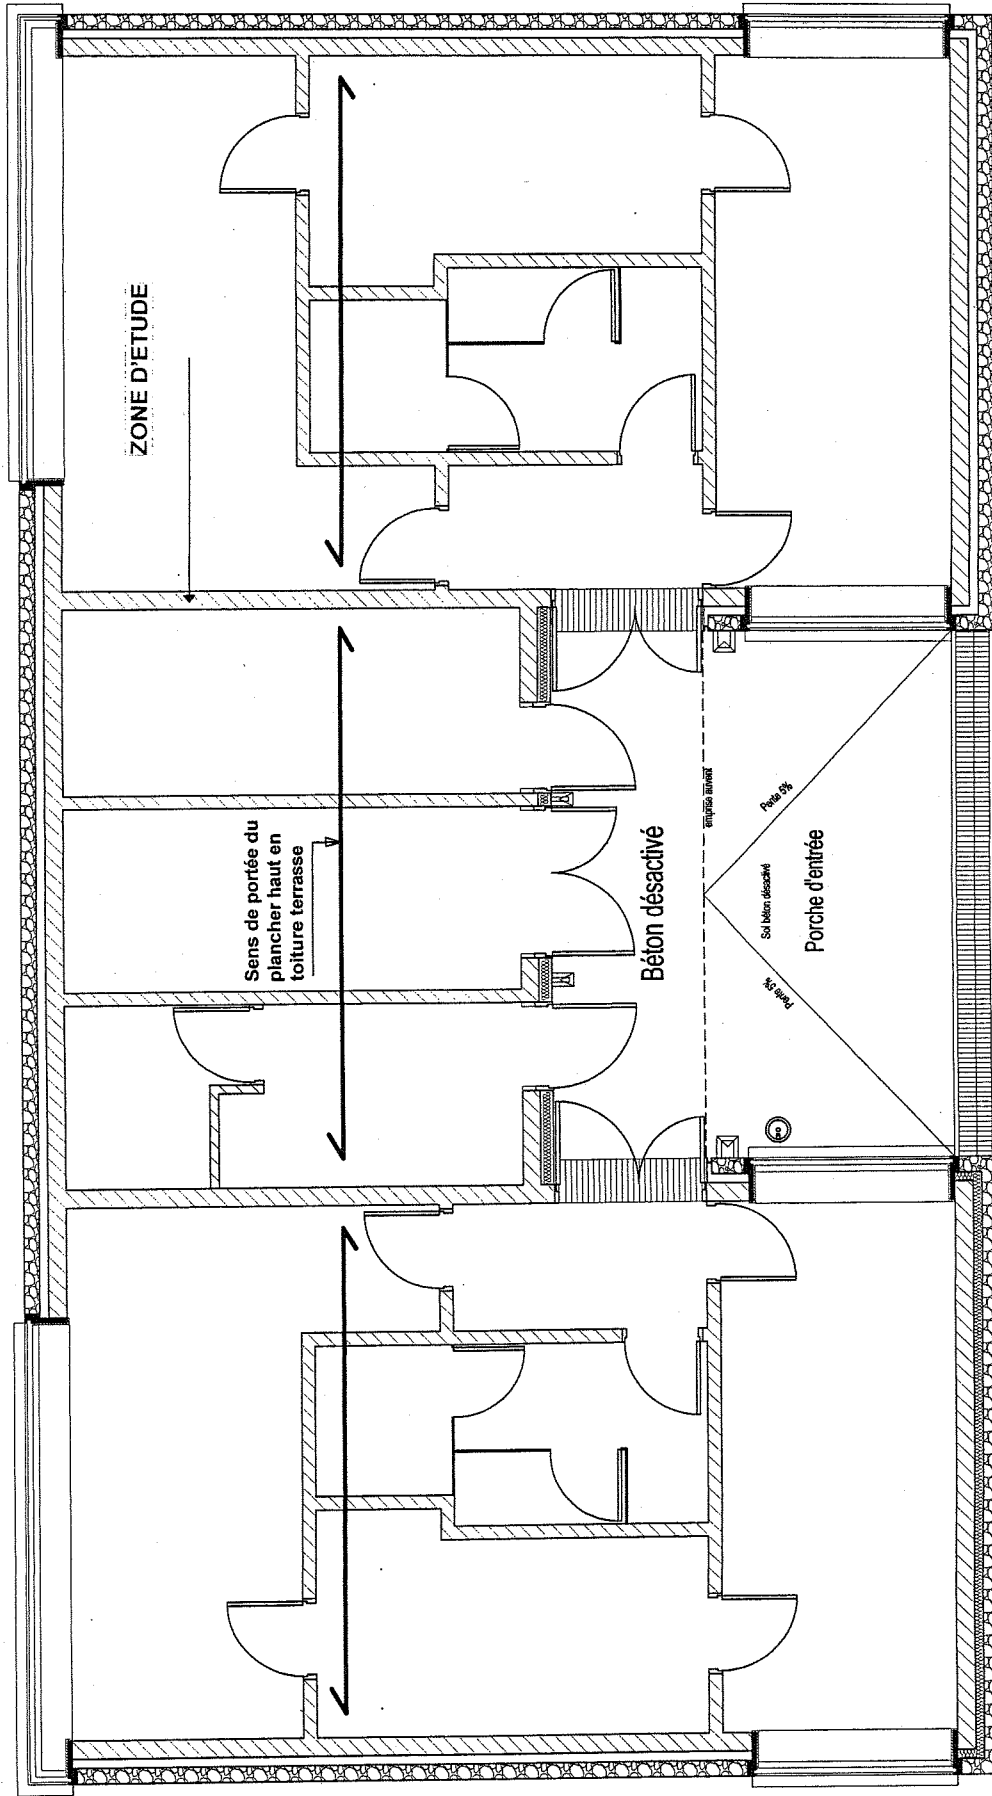 ZONE D'ETUDE
Sens de portée du
plancher haut en
toiture terrasse
Béton désactivé
emprise auvent
Pente 5%
Sol béton désactivé
Porche d'entrée
Pente 5%